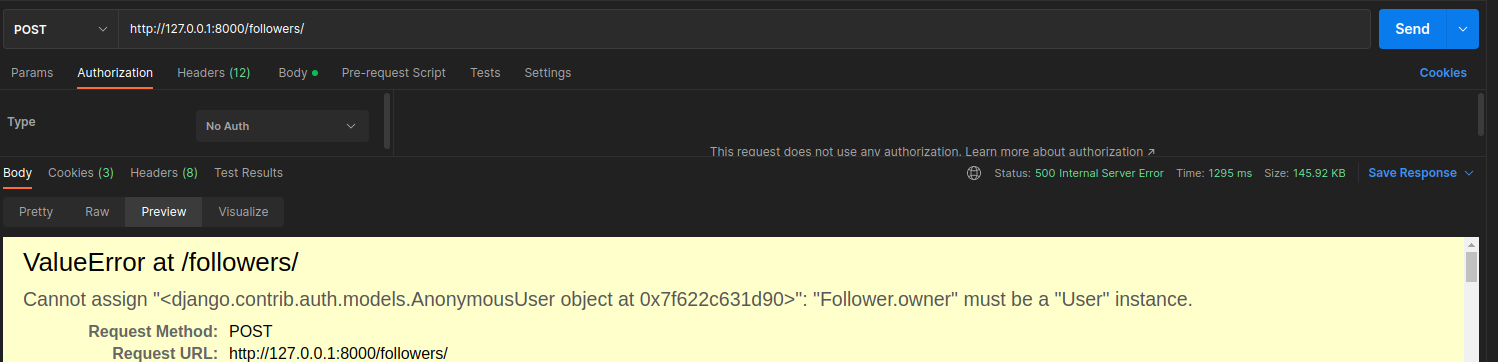 POST http://127.0.0.1:8000/followers/ Send
Params Authorization Headers (12) Body Pre-request Script Tests Settings Cookies
Type No Auth
This request does not use any authorization. Learn more about authorization ↗
Body Cookies (3) Headers (8) Test Results Status: 500 Internal Server Error Time: 1295 ms Size: 145.92 KB Save Response
Pretty Raw Preview Visualize
ValueError at /followers/
Cannot assign "<django.contrib.auth.models.AnonymousUser object at 0x7f622c631d90>": "Follower.owner" must be a "User" instance.
Request Method: POST
Request URL: http://127.0.0.1:8000/followers/